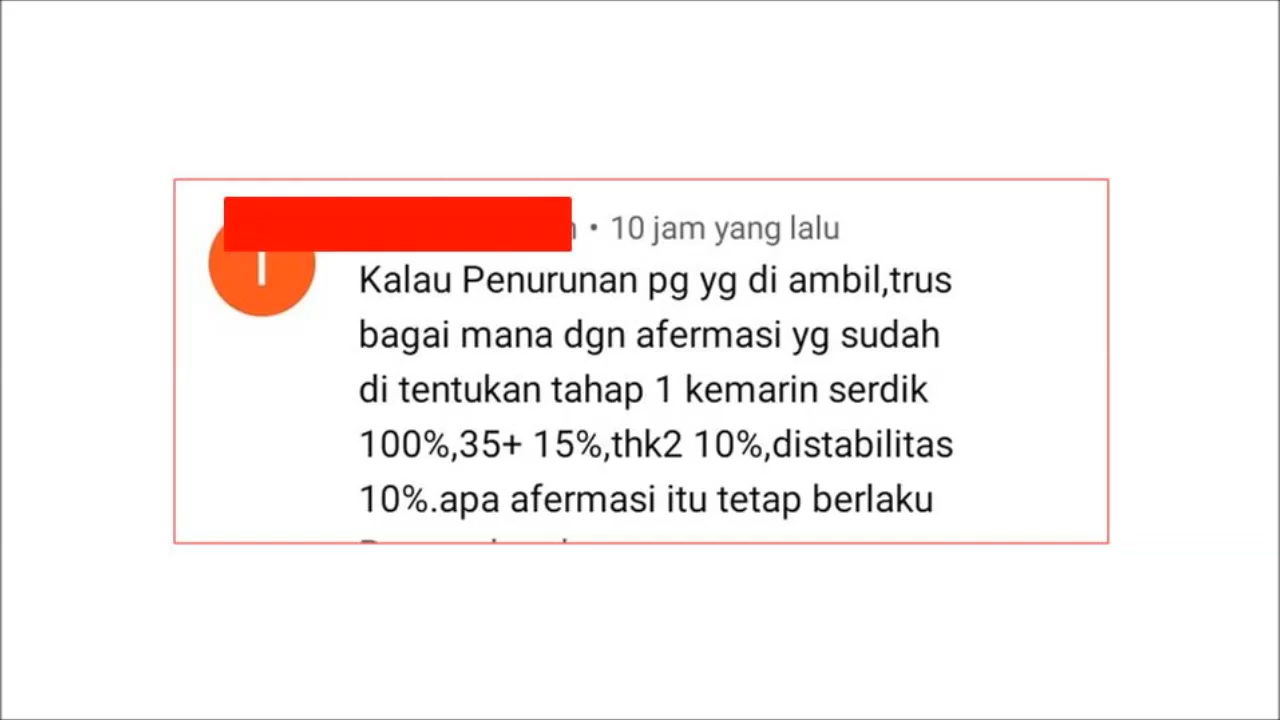 • 10 jam yang lalu
Kalau Penurunan pg yg di ambil,trus
bagai mana dgn afermasi yg sudah
di tentukan tahap 1 kemarin serdik
100%,35+ 15%,thk2 10%,distabilitas
10%.apa afermasi itu tetap berlaku